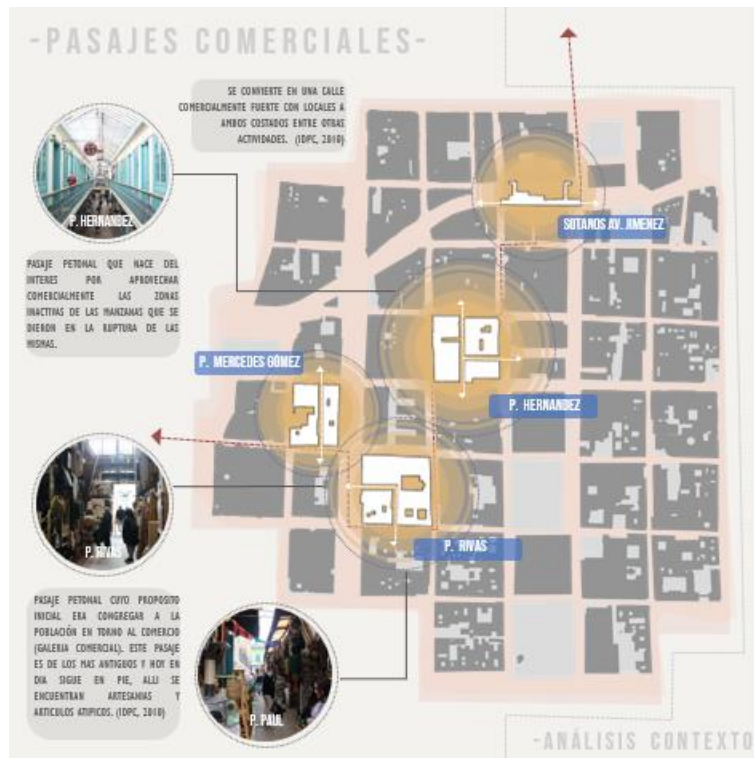 -PASAJES COMERCIALES-
SE CONVIERTE EN UNA CALLE
COMERCIALMENTE FUERTE CON LOCALES A
AMBOS COSTADOS ENTRE OTRAS
ACTIVIDADES. (IDPC, 2010)
P. HERNANDEZ
SOTANOS AV. JIMENEZ
PASAJE PETONAL QUE NACE DEL
INTERES POR APROVECHAR
COMERCIALMENTE LAS ZONAS
INACTIVAS DE LAS MANZANAS QUE SE
DIERON EN LA RUPTURA DE LAS
MISMAS.
P. MERCEDES GÓMEZ
P. HERNANDEZ
P. RIVAS
P. RIVAS
PASAJE PETONAL CUYO PROPOSITO
INICIAL ERA CONGREGAR A LA
POBLACIÓN EN TORNO AL COMERCIO
(GALERIA COMERCIAL). ESTE PASAJE
ES DE LOS MAS ANTIGUOS Y HOY EN
DIA SIGUE EN PIE, ALLI SE
ENCUENTRAN ARTESANIAS Y
ARTICULOS ATIPICOS. (IDPC, 2010)
P. PAUL
-ANÁLISIS CONTEXTO